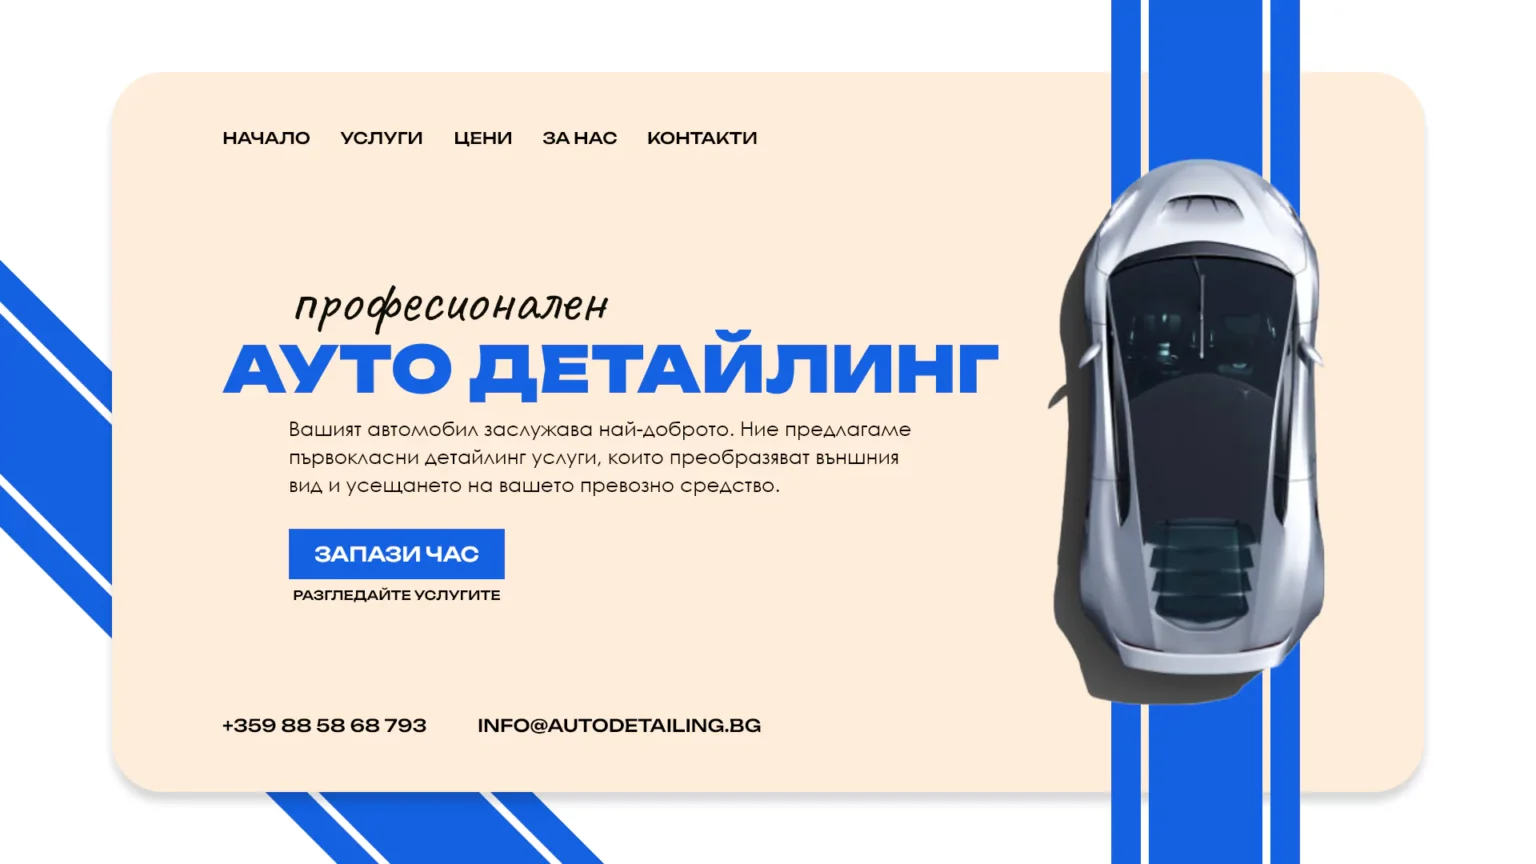 НАЧАЛО УСЛУГИ ЦЕНИ ЗА НАС КОНТАКТИ
професионален
АУТО ДЕТАЙЛИНГ
Вашият автомобил заслужава най-доброто. Ние предлагаме
първокласни детайлинг услуги, които преобразяват външния
вид и усещането на вашето превозно средство.
ЗАПАЗИ ЧАС
РАЗГЛЕДАЙТЕ УСЛУГИТЕ
+359 88 58 68 793 INFO@AUTODETAILING.BG